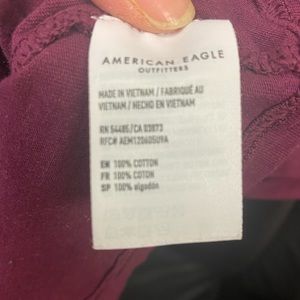 AMERICAN EAGLE
OUTFITTERS
MADE IN VIETNAM / FABRIQUÉ AU
VIETNAM / HECHO EN VIETNAM
RN 54485/CA 03873
RFC# AEM120605U9A
EN 100% COTTON
FR 100% COTON
SP 100% algodón